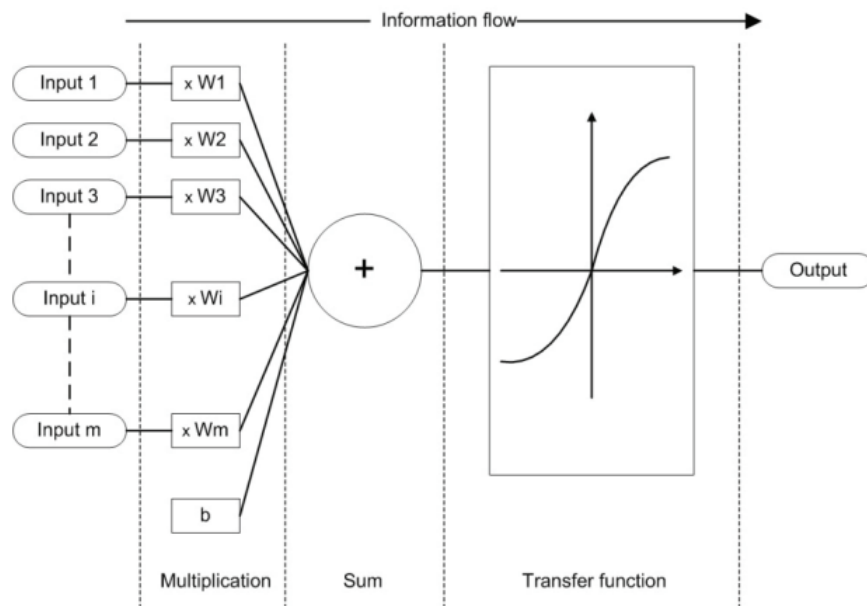 Information flow
Input 1
x W1
Input 2
x W2
Input 3
x W3
+
Output
Input i
x Wi
Input m
x Wm
b
Multiplication
Sum
Transfer function